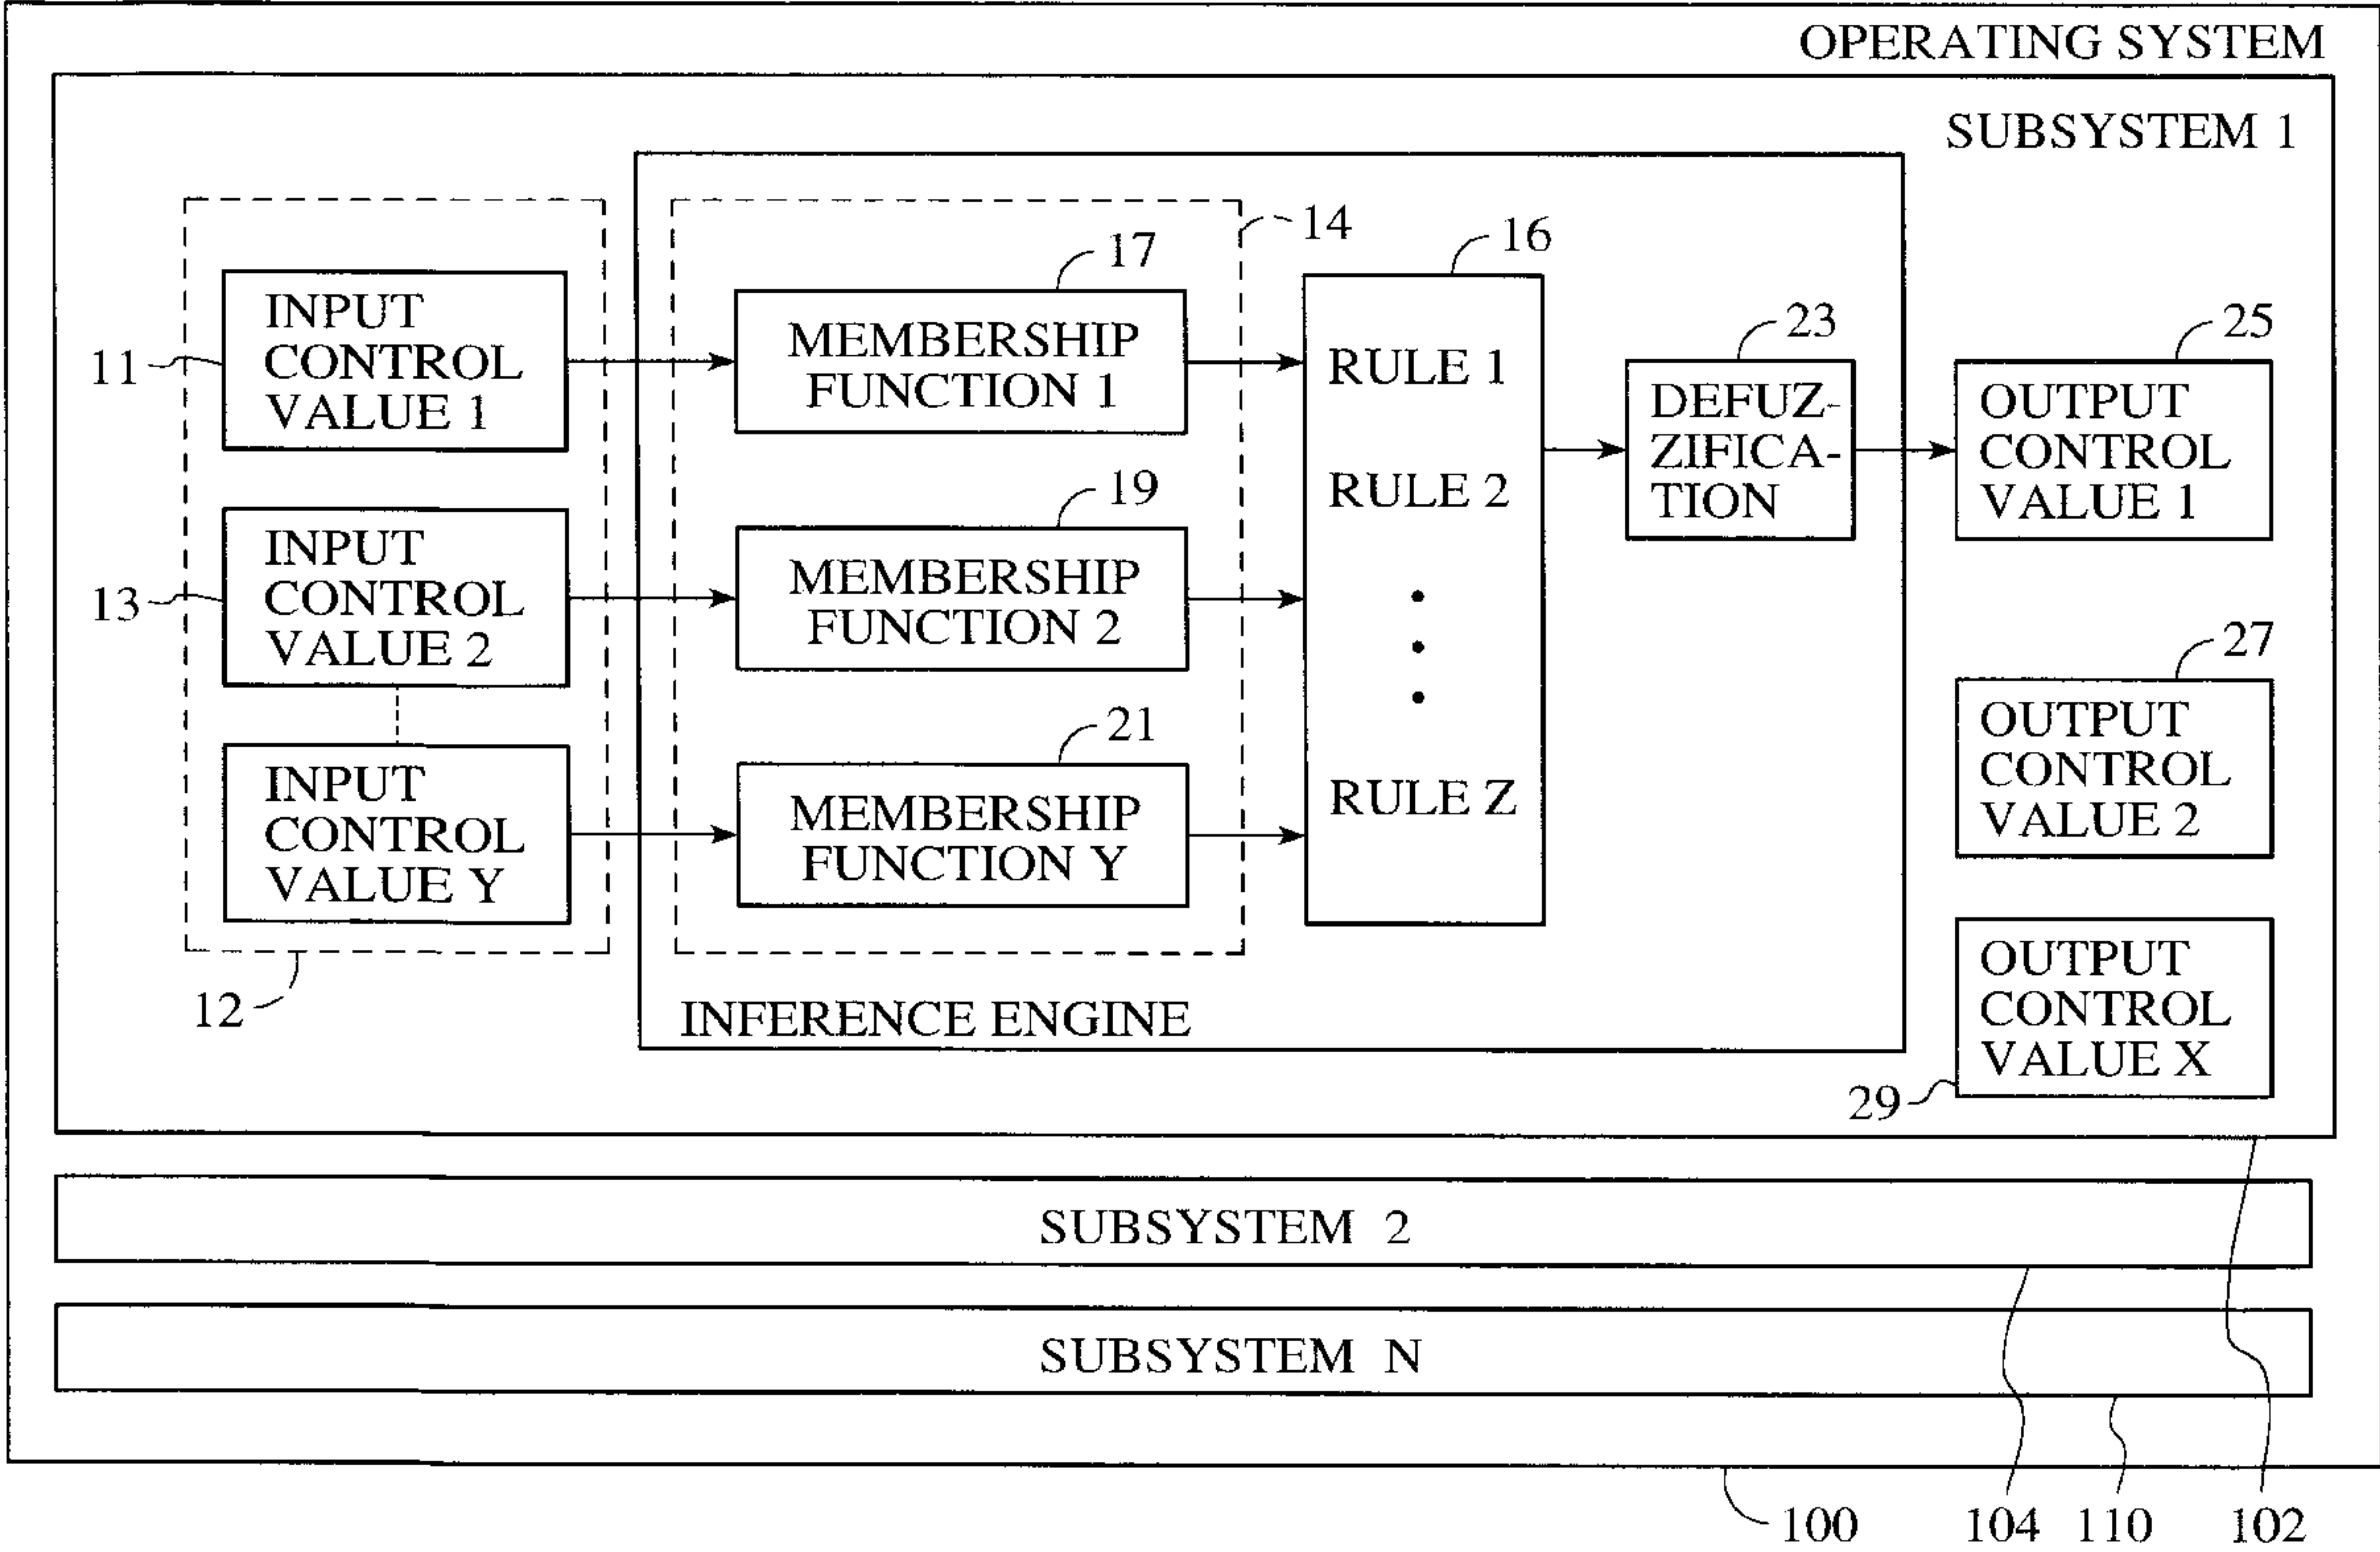 OPERATING SYSTEM
SUBSYSTEM 1
14
17
16
INPUT
CONTROL
VALUE 1
11
MEMBERSHIP
FUNCTION 1
RULE 1
23
DEFUZ-
ZIFICA-
TION
25
OUTPUT
CONTROL
VALUE 1
19
RULE 2
INPUT
CONTROL
VALUE 2
13
MEMBERSHIP
FUNCTION 2
27
OUTPUT
CONTROL
VALUE 2
21
INPUT
CONTROL
VALUE Y
MEMBERSHIP
FUNCTION Y
RULE Z
12
INFERENCE ENGINE
OUTPUT
CONTROL
VALUE X
29
SUBSYSTEM 2
SUBSYSTEM N
100
104
110
102